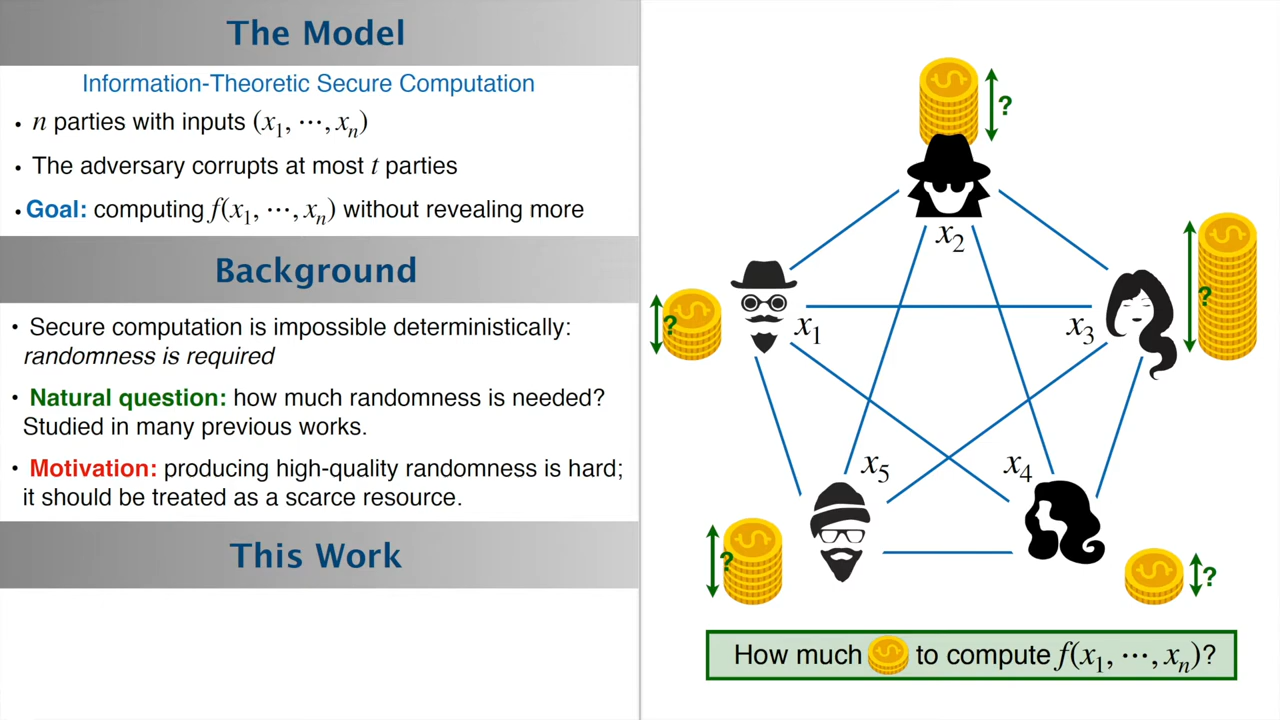 The Model
Information-Theoretic Secure Computation
• n parties with inputs (x₁, ⋯, xₙ)
• The adversary corrupts at most t parties
• Goal: computing f(x₁, ⋯, xₙ) without revealing more
Background
• Secure computation is impossible deterministically:
randomness is required
• Natural question: how much randomness is needed?
Studied in many previous works.
• Motivation: producing high-quality randomness is hard;
it should be treated as a scarce resource.
This Work
?
x₂
?
x₁
x₃
?
x₅
x₄
?
?
How much $ to compute f(x₁, ⋯, xₙ)?